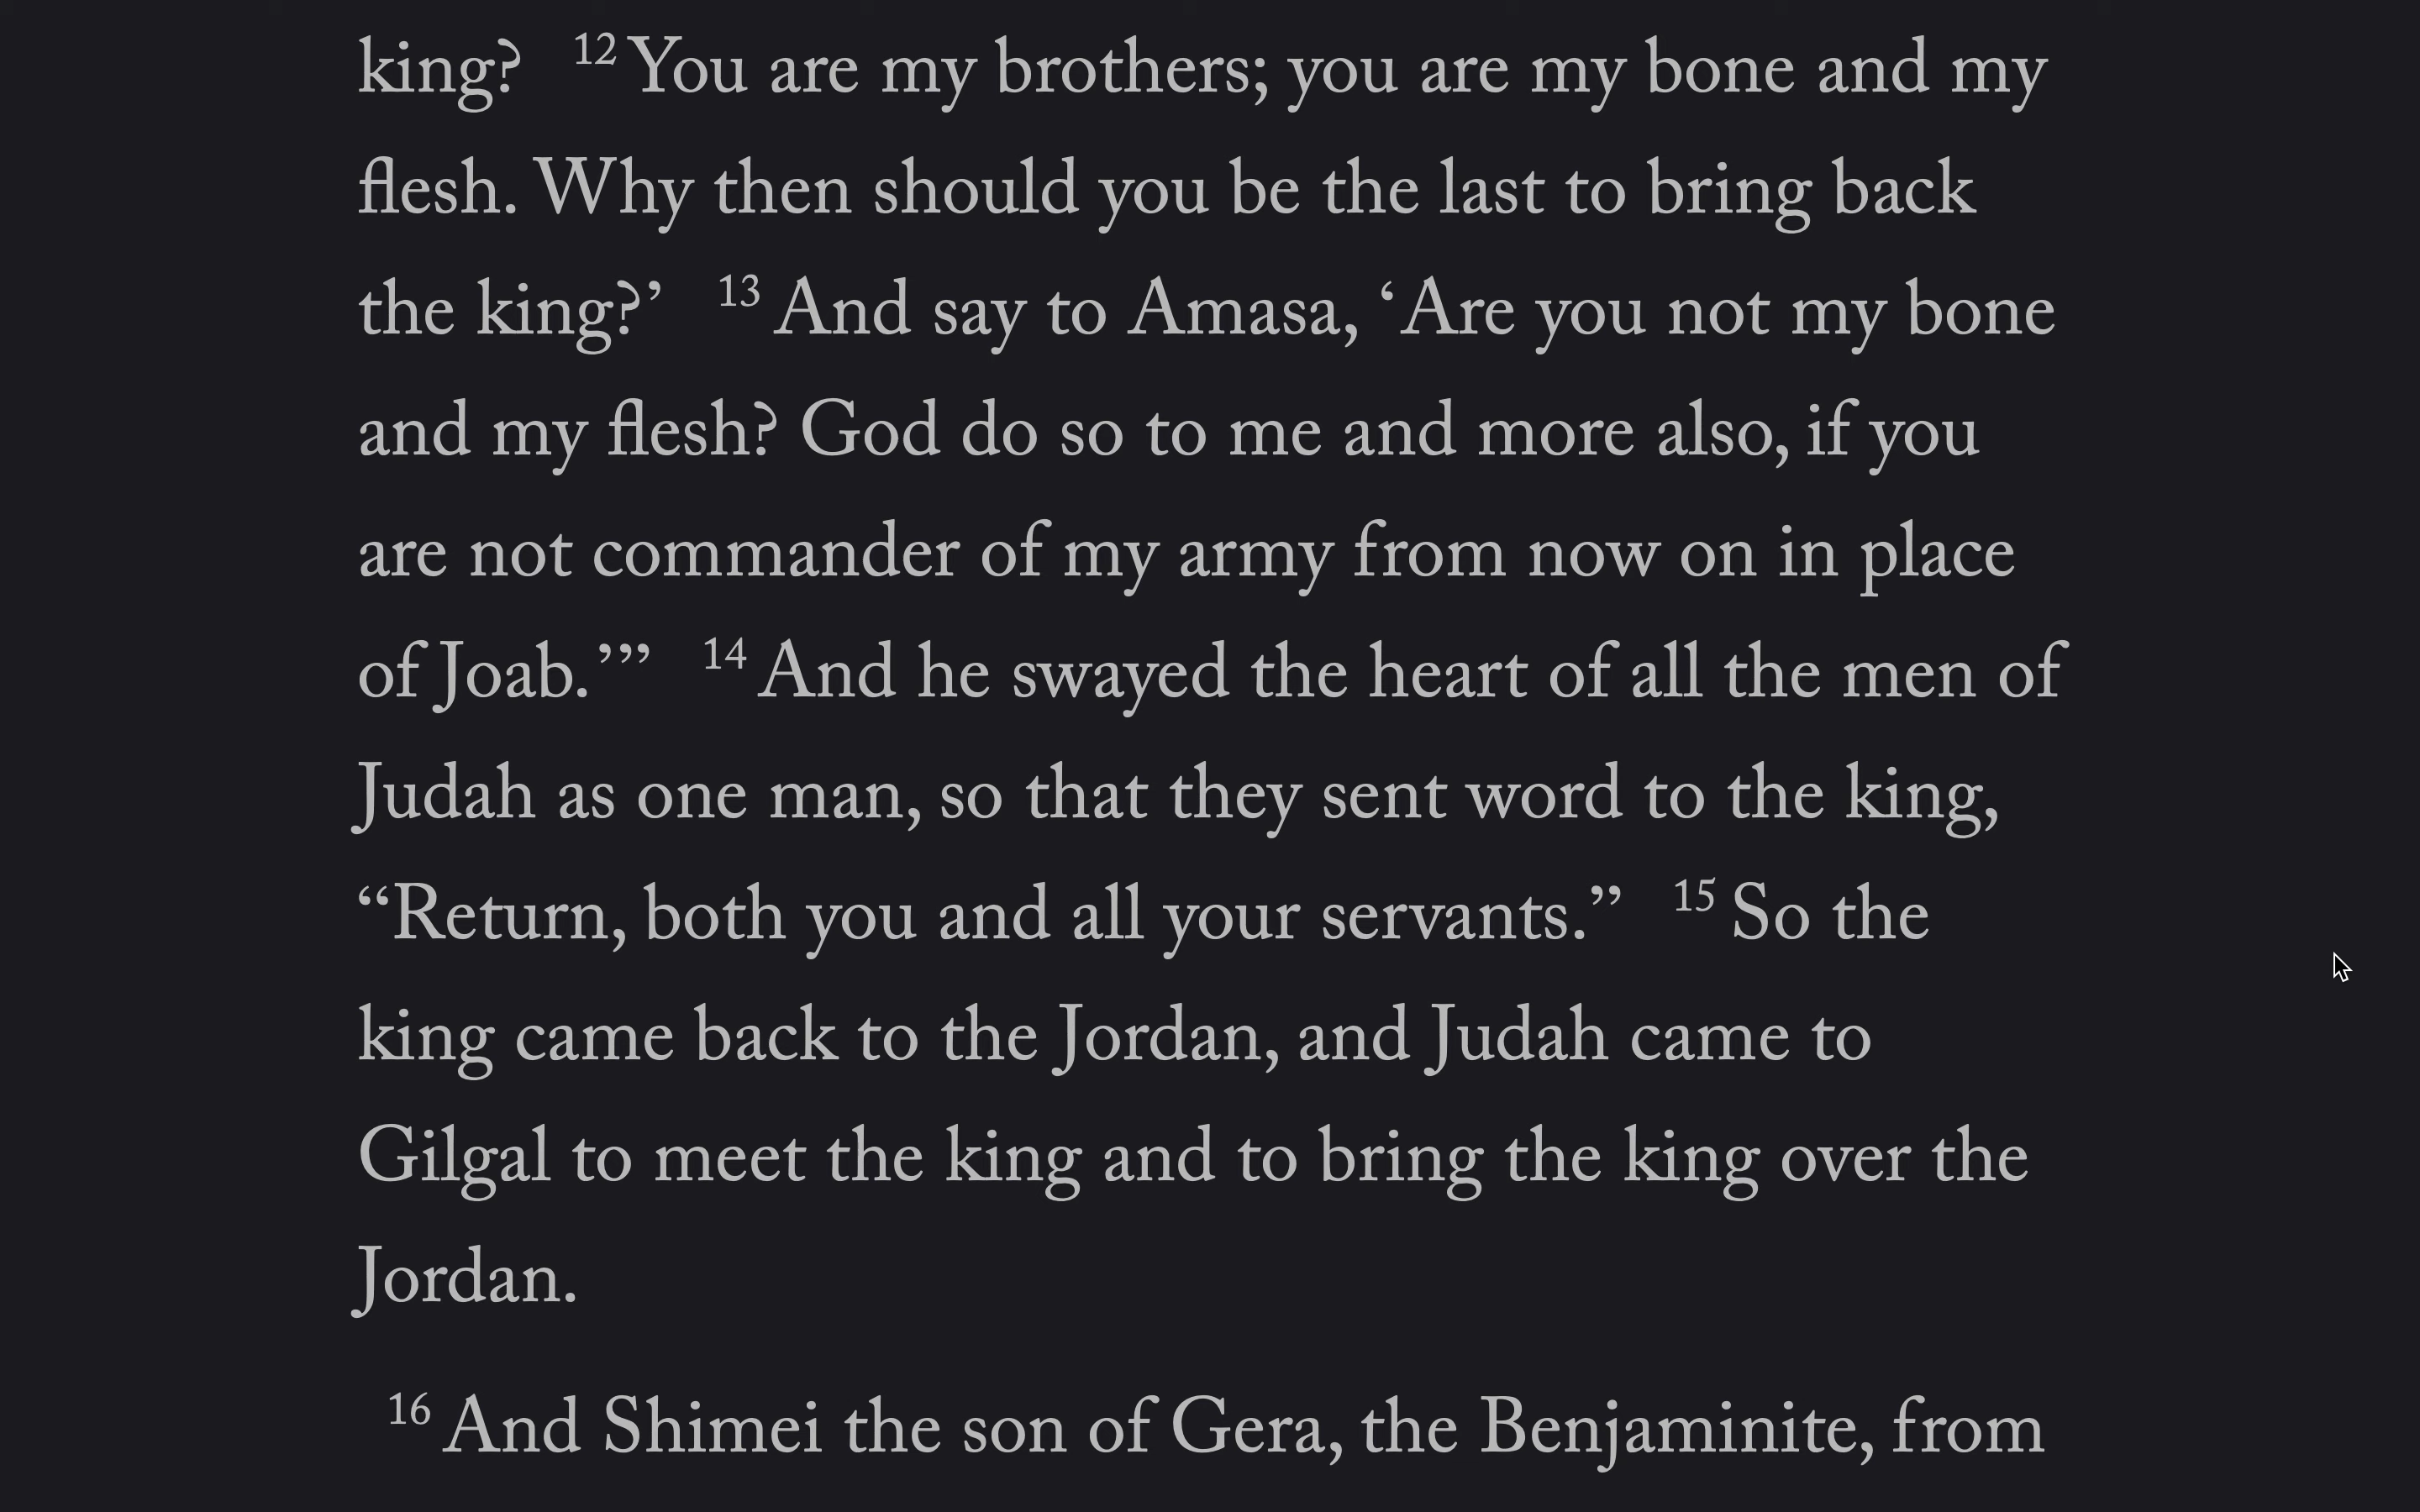 king? 12 You are my brothers; you are my bone and my
flesh. Why then should you be the last to bring back
the king?’ 13 And say to Amasa, ‘Are you not my bone
and my flesh? God do so to me and more also, if you
are not commander of my army from now on in place
of Joab.’” 14 And he swayed the heart of all the men of
Judah as one man, so that they sent word to the king,
“Return, both you and all your servants.” 15 So the
king came back to the Jordan, and Judah came to
Gilgal to meet the king and to bring the king over the
Jordan.
16 And Shimei the son of Gera, the Benjaminite, from